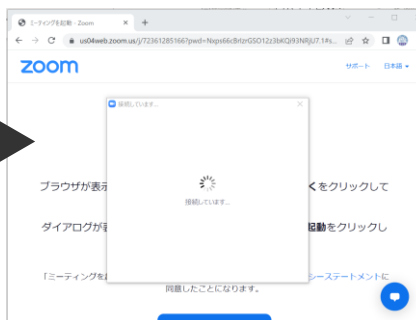 ミーティングを起動 - Zoom
us04web.zoom.us/j/72361285166?pwd=
zoom
サポート 日本語
接続しています...
ブラウザが表示
くをクリックして
接続しています...
ダイアログが
起動をクリックし
「ミーティングを
シーステートメントに
同意したことになります。